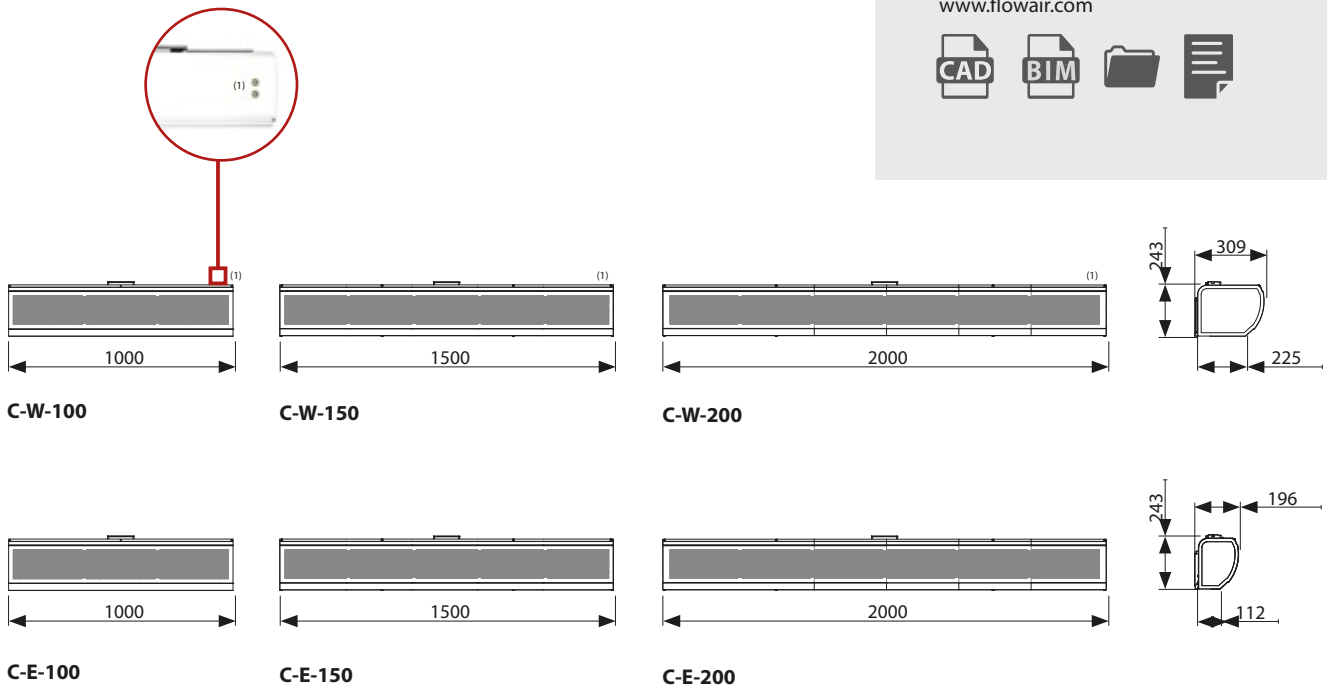 www.flowair.com
CAD BIM
(1)
(1) (1) (1)
243 309
1000 1500 2000 225
C-W-100 C-W-150 C-W-200
243 196
1000 1500 2000 112
C-E-100 C-E-150 C-E-200